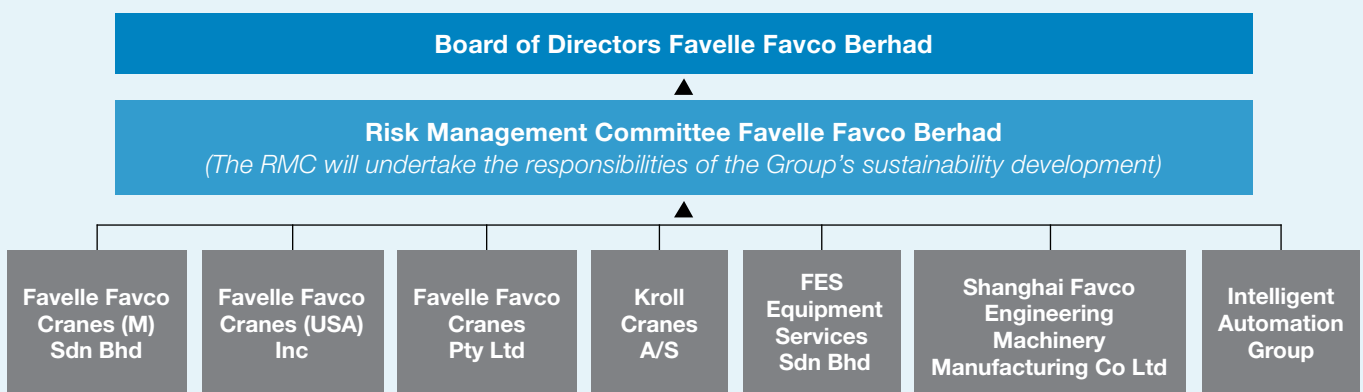 Board of Directors Favelle Favco Berhad
Risk Management Committee Favelle Favco Berhad
(The RMC will undertake the responsibilities of the Group's sustainability development)
Favelle Favco
Cranes (M)
Sdn Bhd
Favelle Favco
Cranes (USA)
Inc
Favelle Favco
Cranes
Pty Ltd
Kroll
Cranes
A/S
FES
Equipment
Services
Sdn Bhd
Shanghai Favco
Engineering
Machinery
Manufacturing Co Ltd
Intelligent
Automation
Group